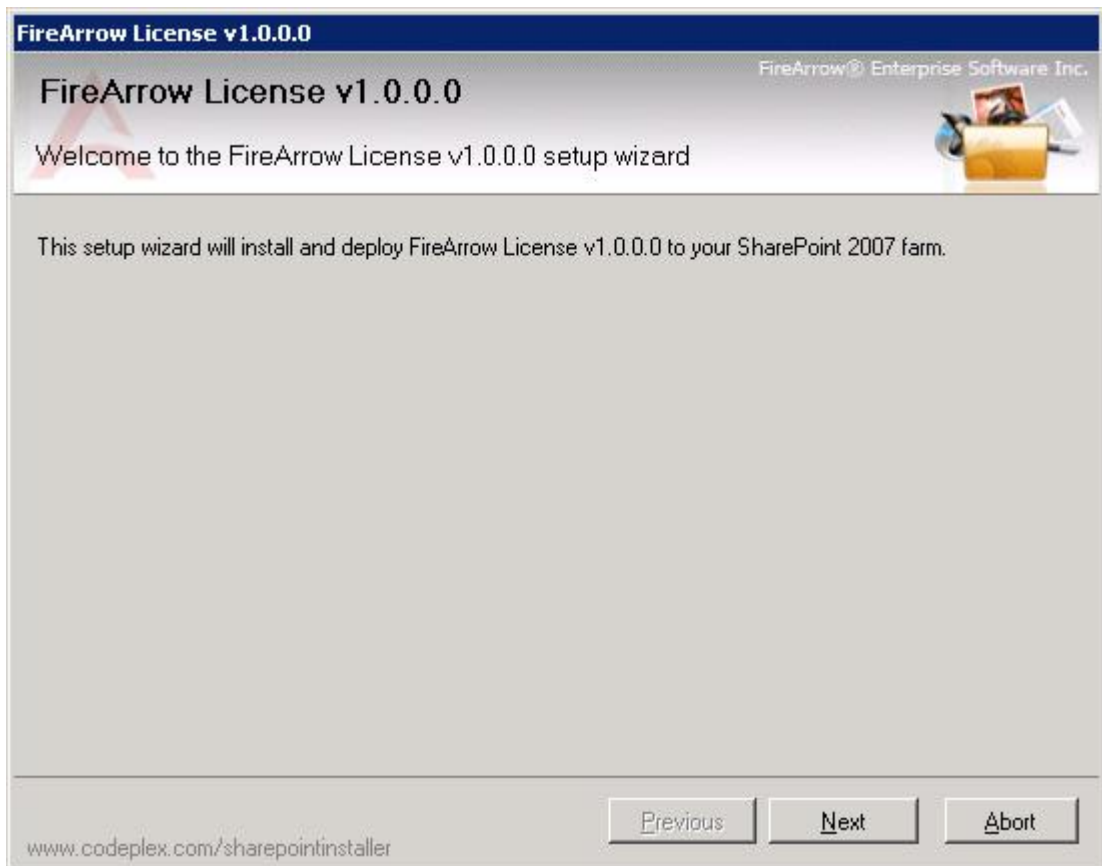 FireArrow License v1.0.0.0
FireArrow® Enterprise Software Inc.
FireArrow License v1.0.0.0
Welcome to the FireArrow License v1.0.0.0 setup wizard
This setup wizard will install and deploy FireArrow License v1.0.0.0 to your SharePoint 2007 farm.
Previous
Next
Abort
www.codeplex.com/sharepointinstaller